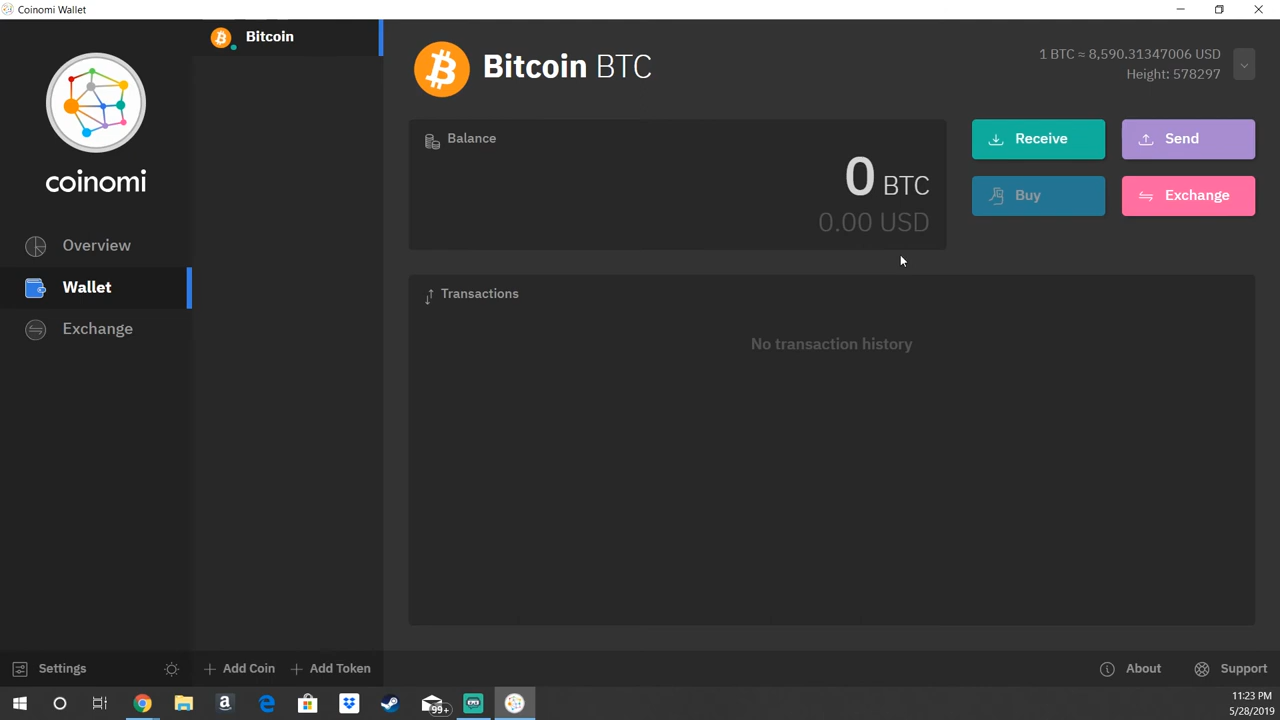 Coinomi Wallet
coinomi
Overview
Wallet
Exchange
Settings
Bitcoin
+ Add Coin
+ Add Token
Bitcoin BTC
1 BTC ≈ 8,590.31347006 USD
Height: 578297
Balance
0 BTC
0.00 USD
Receive
Send
Buy
Exchange
Transactions
No transaction history
About
Support
99+
11:23 PM
5/28/2019